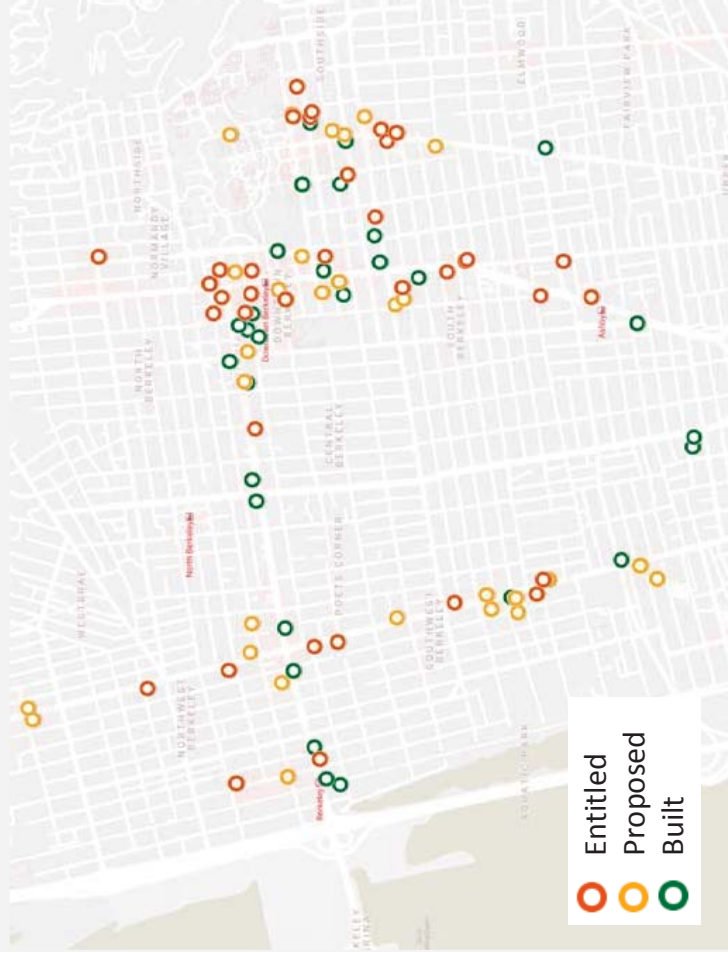 SOUTHSIDE
ELMWOOD
FAIRVIEW PARK
NORTHSIDE
NORMANDY
VILLAGE
Downtown Berkeley
DOWNTOWN
BERKELEY
NORTH
BERKELEY
SOUTH
BERKELEY
Ashby
CENTRAL
BERKELEY
North Berkeley
POETS CORNER
WESTBRAE
SOUTHWEST
BERKELEY
NORTHWEST
BERKELEY
Berkeley
AQUATIC PARK
Entitled
Proposed
Built